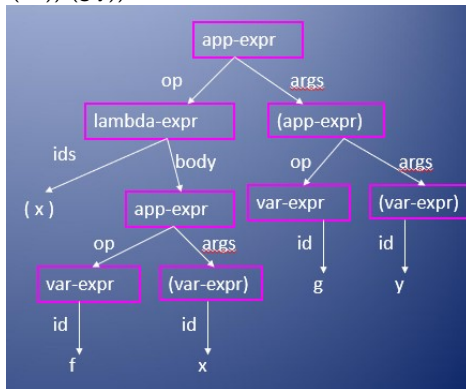 app-expr
op args
lambda-expr (app-expr)
ids body op args
( x ) app-expr var-expr (var-expr)
op args id id
var-expr (var-expr) g y
id id
f x